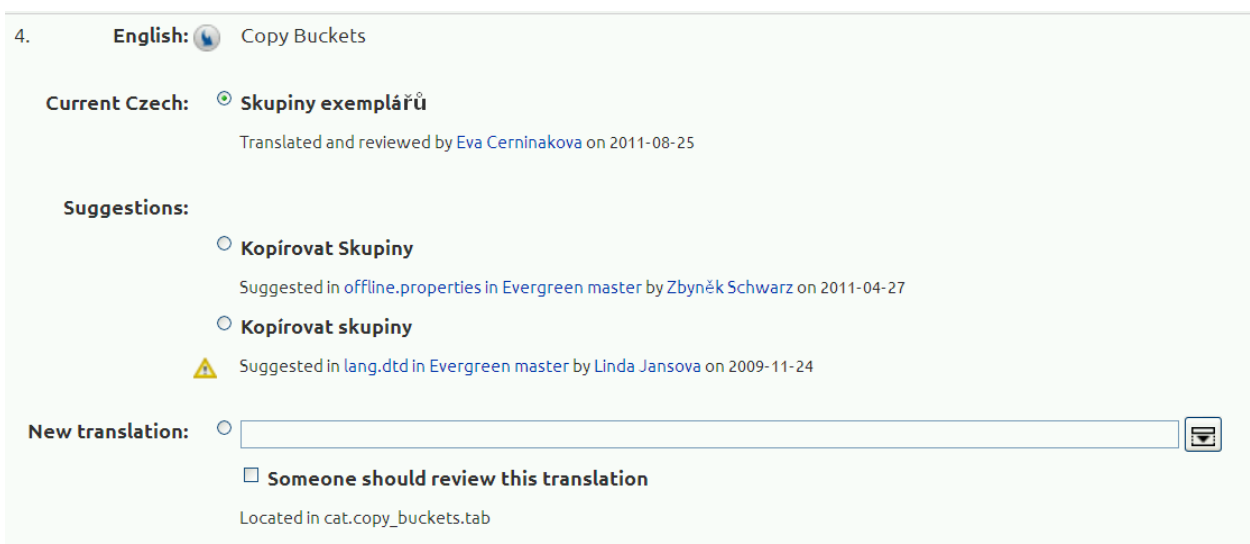 4. English: Copy Buckets
Current Czech: Skupiny exemplářů
Translated and reviewed by Eva Cerninakova on 2011-08-25
Suggestions:
Kopírovat Skupiny
Suggested in offline.properties in Evergreen master by Zbyněk Schwarz on 2011-04-27
Kopírovat skupiny
Suggested in lang.dtd in Evergreen master by Linda Jansova on 2009-11-24
New translation:
Someone should review this translation
Located in cat.copy_buckets.tab